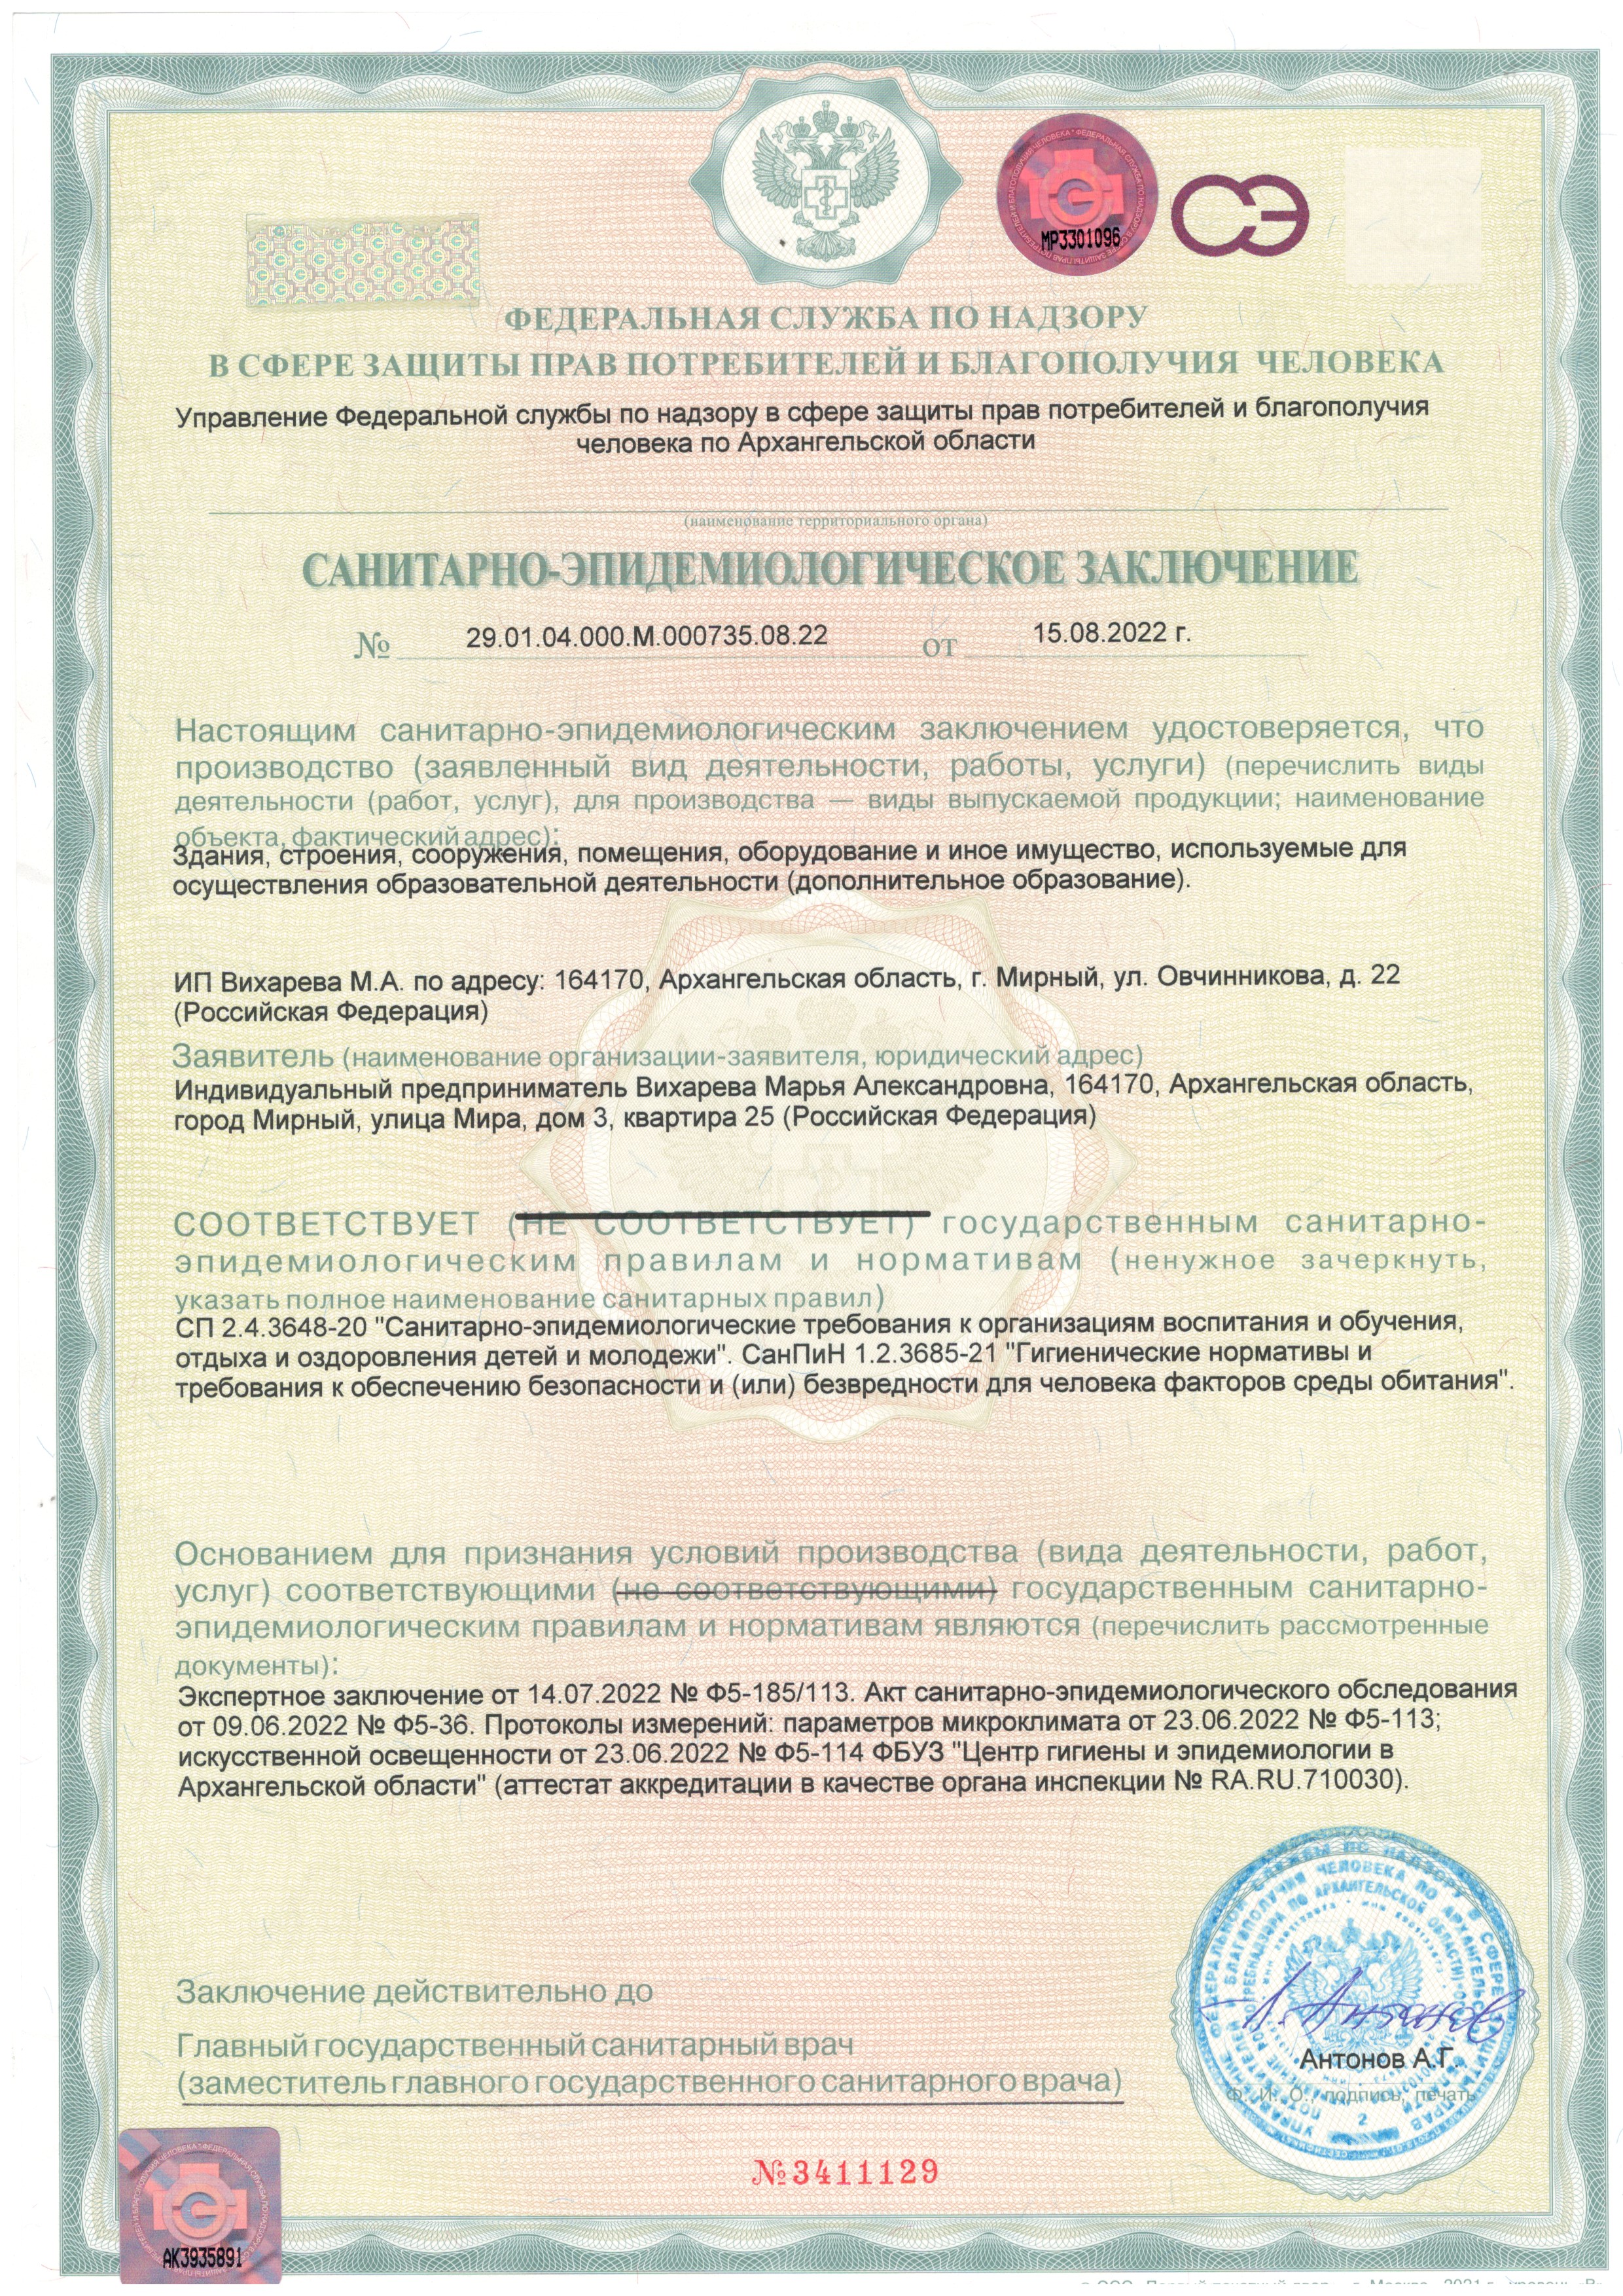 МР3301096
СЭ
ФЕДЕРАЛЬНАЯ СЛУЖБА ПО НАДЗОРУ
В СФЕРЕ ЗАЩИТЫ ПРАВ ПОТРЕБИТЕЛЕЙ И БЛАГОПОЛУЧИЯ ЧЕЛОВЕКА
Управление Федеральной службы по надзору в сфере защиты прав потребителей и благополучия
человека по Архангельской области
(наименование территориального органа)
САНИТАРНО-ЭПИДЕМИОЛОГИЧЕСКОЕ ЗАКЛЮЧЕНИЕ
№ 29.01.04.000.М.000735.08.22 от 15.08.2022 г.
Настоящим санитарно-эпидемиологическим заключением удостоверяется, что
производство (заявленный вид деятельности, работы, услуги) (перечислить виды
деятельности (работ, услуг), для производства — виды выпускаемой продукции; наименование
объекта, фактический адрес):
Здания, строения, сооружения, помещения, оборудование и иное имущество, используемые для
осуществления образовательной деятельности (дополнительное образование).
ИП Вихарева М.А. по адресу: 164170, Архангельская область, г. Мирный, ул. Овчинникова, д. 22
(Российская Федерация)
Заявитель (наименование организации-заявителя, юридический адрес)
Индивидуальный предприниматель Вихарева Марья Александровна, 164170, Архангельская область,
город Мирный, улица Мира, дом 3, квартира 25 (Российская Федерация)
СООТВЕТСТВУЕТ (НЕ СООТВЕТСТВУЕТ) государственным санитарно-
эпидемиологическим правилам и нормативам (ненужное зачеркнуть,
указать полное наименование санитарных правил)
СП 2.4.3648-20 "Санитарно-эпидемиологические требования к организациям воспитания и обучения,
отдыха и оздоровления детей и молодежи". СанПиН 1.2.3685-21 "Гигиенические нормативы и
требования к обеспечению безопасности и (или) безвредности для человека факторов среды обитания".
Основанием для признания условий производства (вида деятельности, работ,
услуг) соответствующими (не соответствующими) государственным санитарно-
эпидемиологическим правилам и нормативам являются (перечислить рассмотренные
документы):
Экспертное заключение от 14.07.2022 № Ф5-185/113. Акт санитарно-эпидемиологического обследования
от 09.06.2022 № Ф5-36. Протоколы измерений: параметров микроклимата от 23.06.2022 № Ф5-113;
искусственной освещенности от 23.06.2022 № Ф5-114 ФБУЗ "Центр гигиены и эпидемиологии в
Архангельской области" (аттестат аккредитации в качестве органа инспекции № RA.RU.710030).
Заключение действительно до
Главный государственный санитарный врач
(заместитель главного государственного санитарного врача)
Антонов А.Г.
Ф. И. О., подпись, печать
2
№3411129
АК3935891